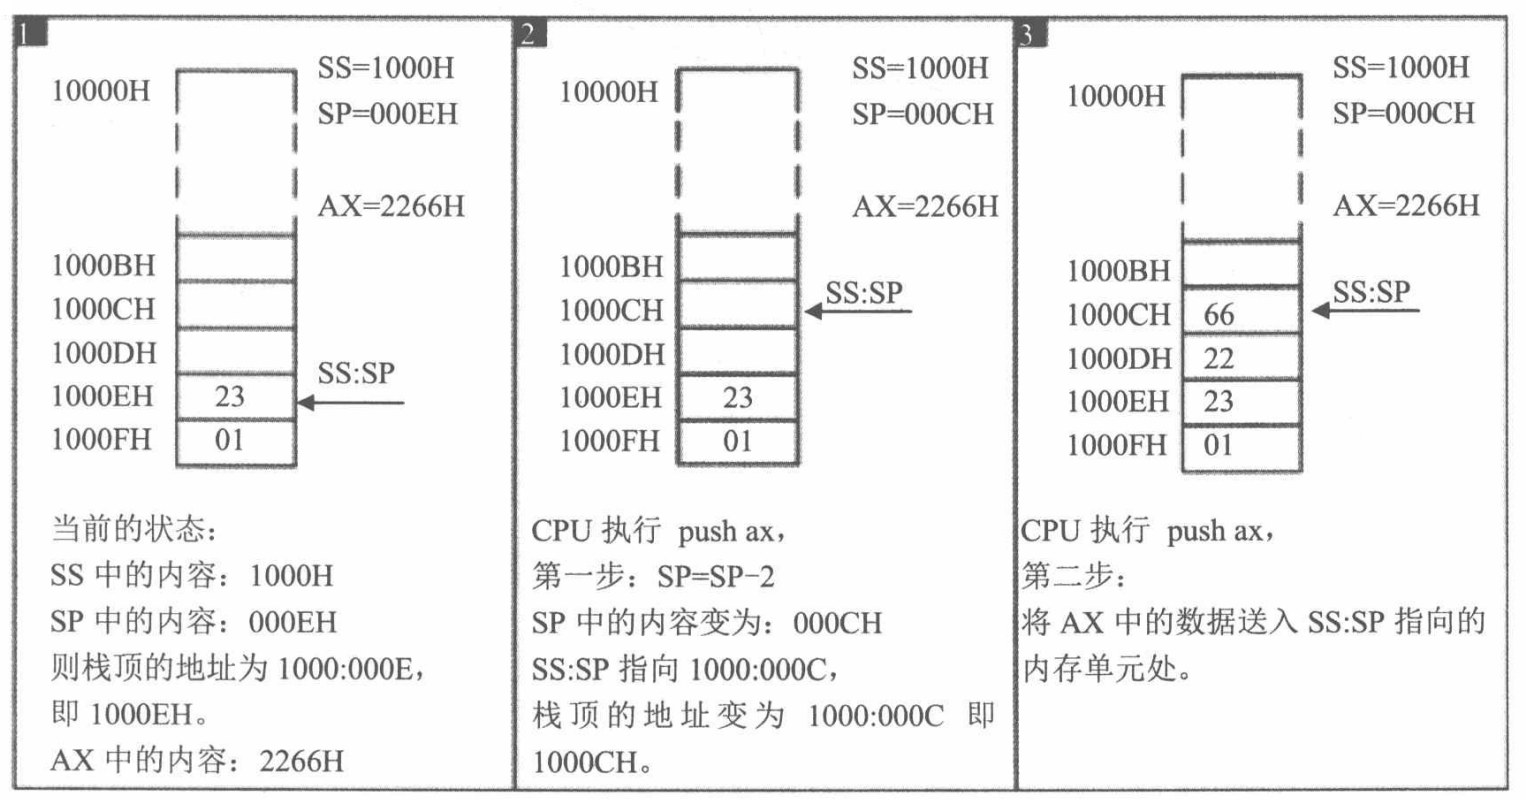 1
10000H
SS=1000H
SP=000EH
AX=2266H
1000BH
1000CH
1000DH
SS:SP
1000EH 23
1000FH 01
当前的状态：
SS 中的内容：1000H
SP 中的内容：000EH
则栈顶的地址为 1000:000E，
即 1000EH。
AX 中的内容：2266H
2
10000H
SS=1000H
SP=000CH
AX=2266H
1000BH
SS:SP
1000CH
1000DH
1000EH 23
1000FH 01
CPU 执行 push ax，
第一步：SP=SP-2
SP 中的内容变为：000CH
SS:SP 指向 1000:000C，
栈顶的地址变为 1000:000C 即
1000CH。
3
10000H
SS=1000H
SP=000CH
AX=2266H
1000BH
SS:SP
1000CH 66
1000DH 22
1000EH 23
1000FH 01
CPU 执行 push ax，
第二步：
将 AX 中的数据送入 SS:SP 指向的
内存单元处。